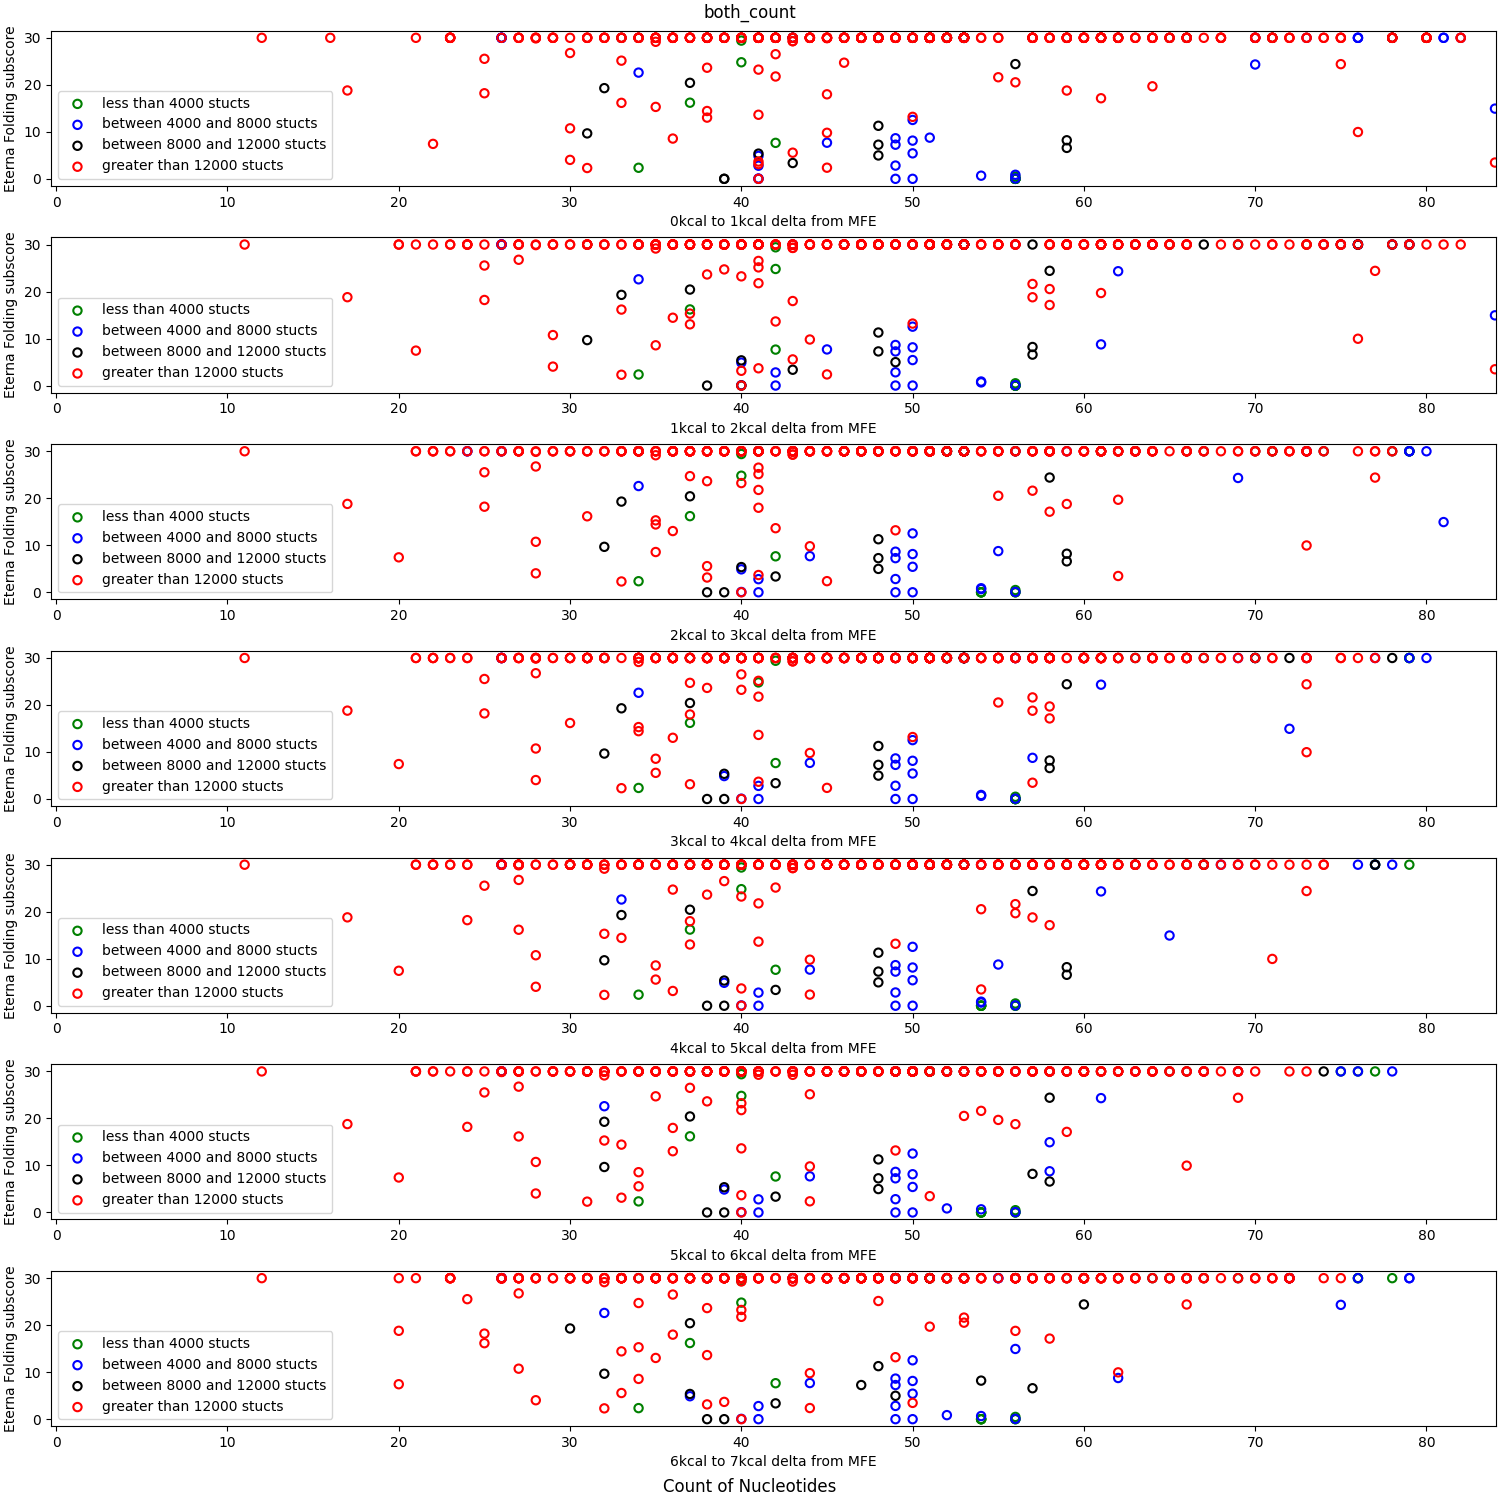 both_count
Eterna Folding subscore
30
20
10
0
less than 4000 stucts
between 4000 and 8000 stucts
between 8000 and 12000 stucts
greater than 12000 stucts
0 10 20 30 40 50 60 70 80
0kcal to 1kcal delta from MFE
Eterna Folding subscore
30
20
10
0
less than 4000 stucts
between 4000 and 8000 stucts
between 8000 and 12000 stucts
greater than 12000 stucts
0 10 20 30 40 50 60 70 80
1kcal to 2kcal delta from MFE
Eterna Folding subscore
30
20
10
0
less than 4000 stucts
between 4000 and 8000 stucts
between 8000 and 12000 stucts
greater than 12000 stucts
0 10 20 30 40 50 60 70 80
2kcal to 3kcal delta from MFE
Eterna Folding subscore
30
20
10
0
less than 4000 stucts
between 4000 and 8000 stucts
between 8000 and 12000 stucts
greater than 12000 stucts
0 10 20 30 40 50 60 70 80
3kcal to 4kcal delta from MFE
Eterna Folding subscore
30
20
10
0
less than 4000 stucts
between 4000 and 8000 stucts
between 8000 and 12000 stucts
greater than 12000 stucts
0 10 20 30 40 50 60 70 80
4kcal to 5kcal delta from MFE
Eterna Folding subscore
30
20
10
0
less than 4000 stucts
between 4000 and 8000 stucts
between 8000 and 12000 stucts
greater than 12000 stucts
0 10 20 30 40 50 60 70 80
5kcal to 6kcal delta from MFE
Eterna Folding subscore
30
20
10
0
less than 4000 stucts
between 4000 and 8000 stucts
between 8000 and 12000 stucts
greater than 12000 stucts
0 10 20 30 40 50 60 70 80
6kcal to 7kcal delta from MFE
Count of Nucleotides